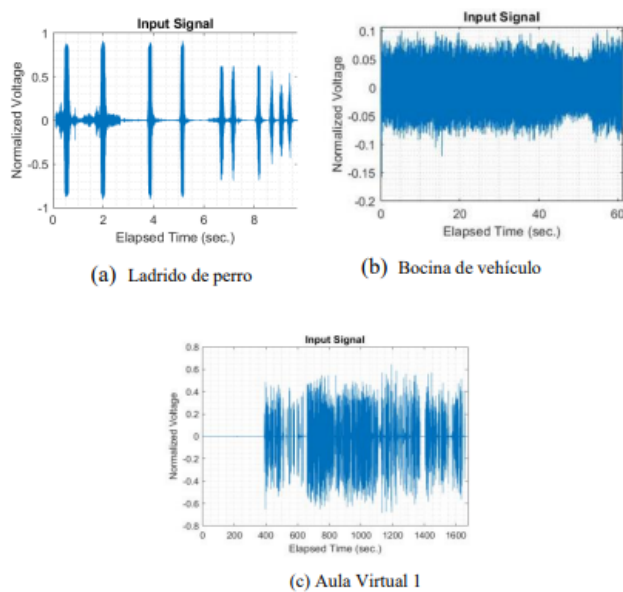 Input Signal
1
0.5
0
-0.5
-1
Normalized Voltage
0 2 4 6 8
Elapsed Time (sec.)
(a) Ladrido de perro
Input Signal
0.1
0.05
0
-0.05
-0.1
-0.15
-0.2
Normalized Voltage
0 20 40 60
Elapsed Time (sec.)
(b) Bocina de vehículo
Input Signal
0.8
0.6
0.4
0.2
0
-0.2
-0.4
-0.6
-0.8
Normalized Voltage
0 200 400 600 800 1000 1200 1400 1600
Elapsed Time (sec.)
(c) Aula Virtual 1